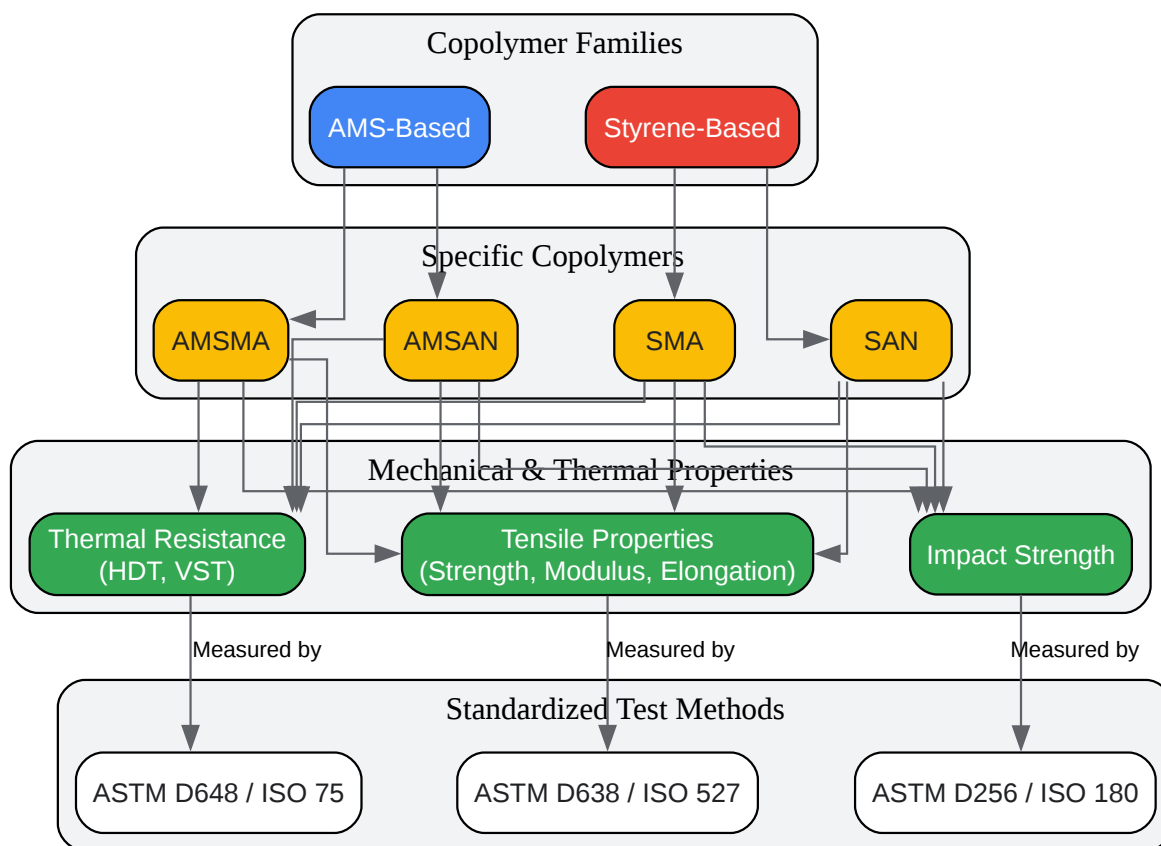 Copolymer Families
AMS-Based
Styrene-Based
Specific Copolymers
AMSMA
AMSAN
SMA
SAN
Mechanical & Thermal Properties
Thermal Resistance
(HDT, VST)
Tensile Properties
(Strength, Modulus, Elongation)
Impact Strength
Measured by
Measured by
Measured by
Standardized Test Methods
ASTM D648 / ISO 75
ASTM D638 / ISO 527
ASTM D256 / ISO 180